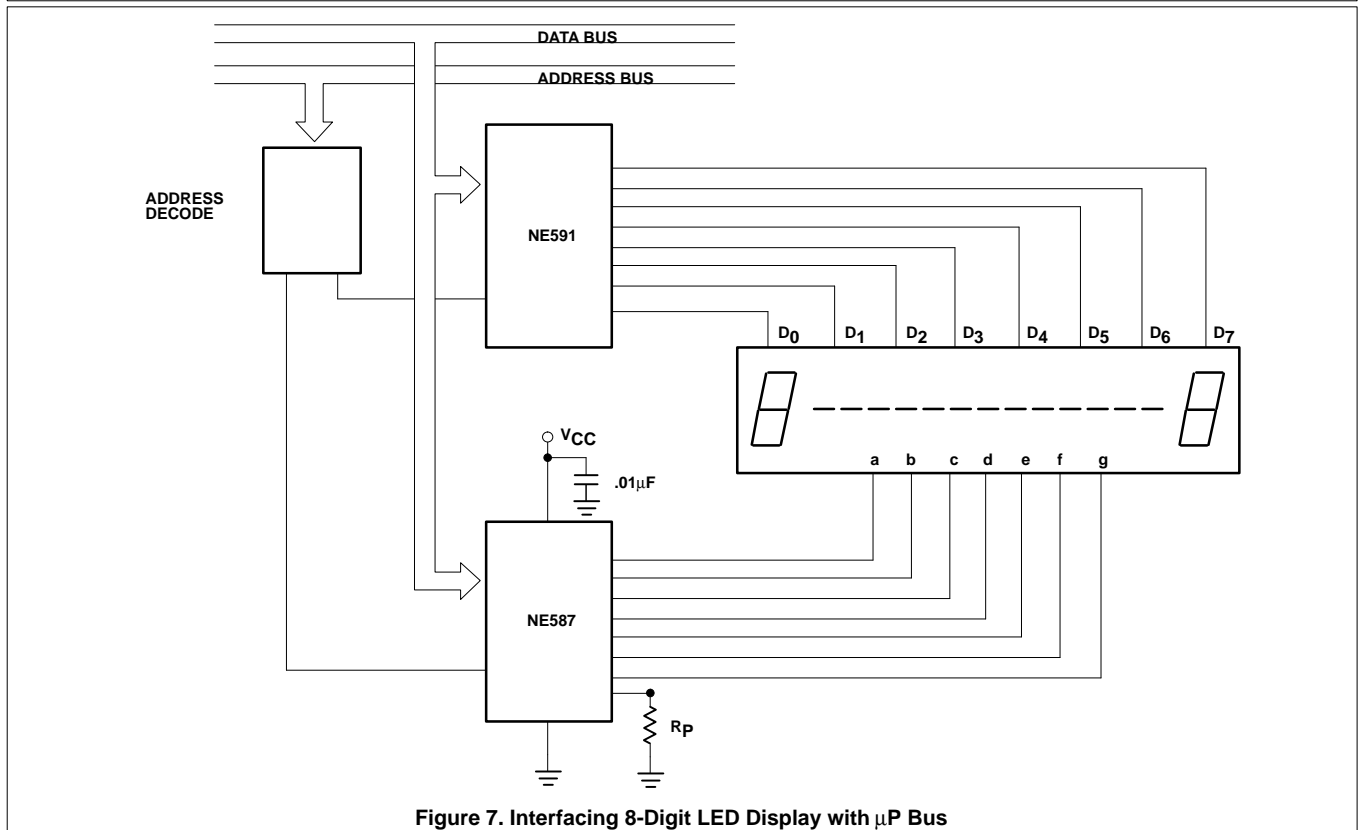 DATA BUS
ADDRESS BUS
ADDRESS
DECODE
NE591
D0 D1 D2 D3 D4 D5 D6 D7
VCC
.01μF
a b c d e f g
NE587
RP
Figure 7. Interfacing 8-Digit LED Display with μP Bus